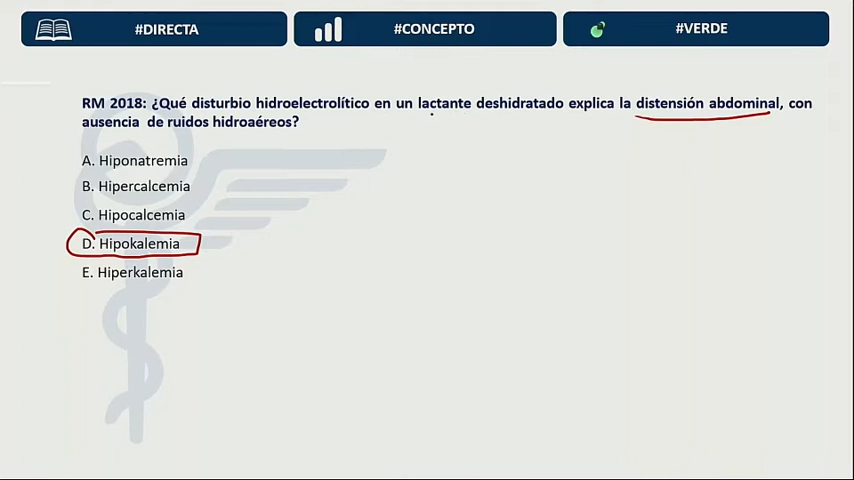 #DIRECTA
#CONCEPTO
#VERDE
RM 2018: ¿Qué disturbio hidroelectrolítico en un lactante deshidratado explica la distensión abdominal, con
ausencia de ruidos hidroaéreos?
A. Hiponatremia
B. Hipercalcemia
C. Hipocalcemia
D. Hipokalemia
E. Hiperkalemia